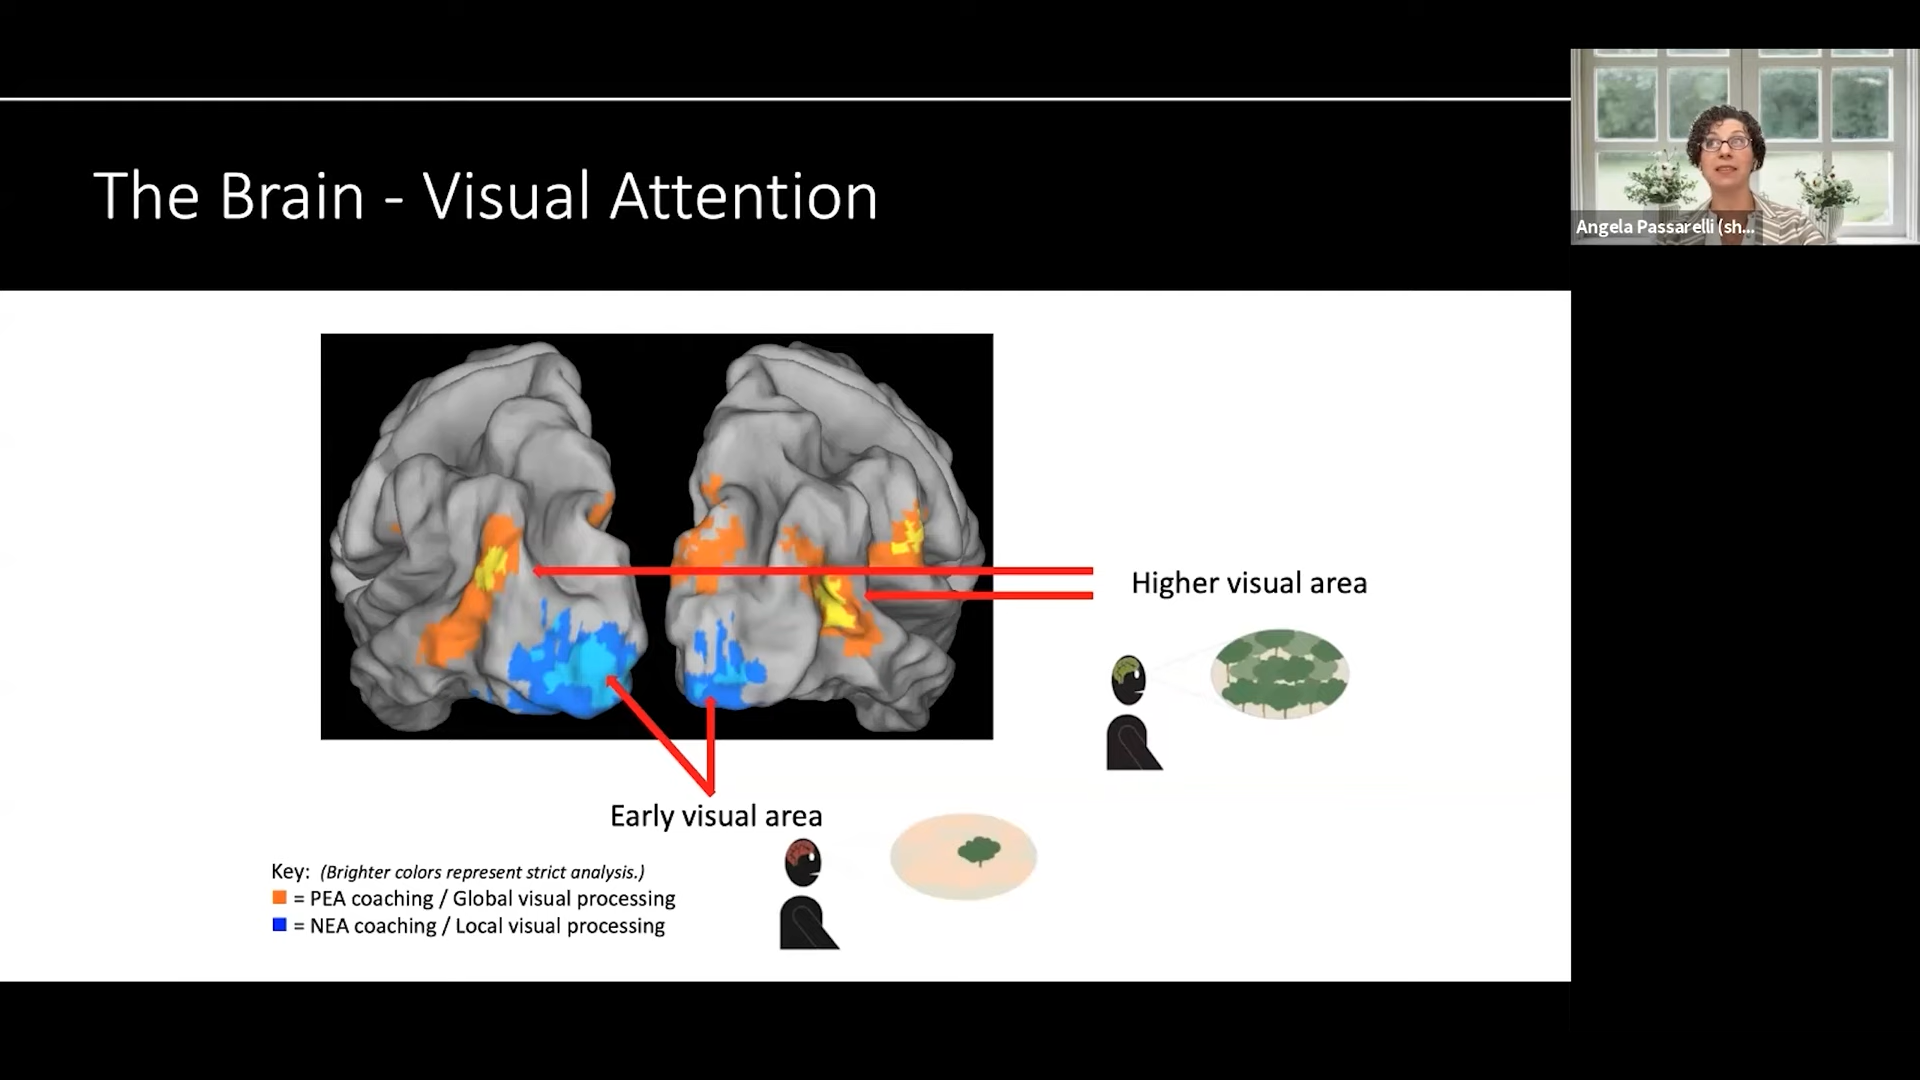 The Brain - Visual Attention
Angela Passarelli (sh...
Higher visual area
Early visual area
Key: (Brighter colors represent strict analysis.)
= PEA coaching / Global visual processing
= NEA coaching / Local visual processing